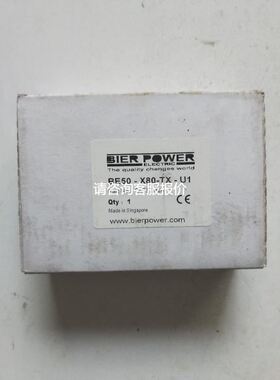 BIER POWER
ELECTRIC
The quality changes world
请咨询客服报价
BE50 - X80-TX - U1
Qty : 1
Made in Singapore
CE
www.bierpower.com